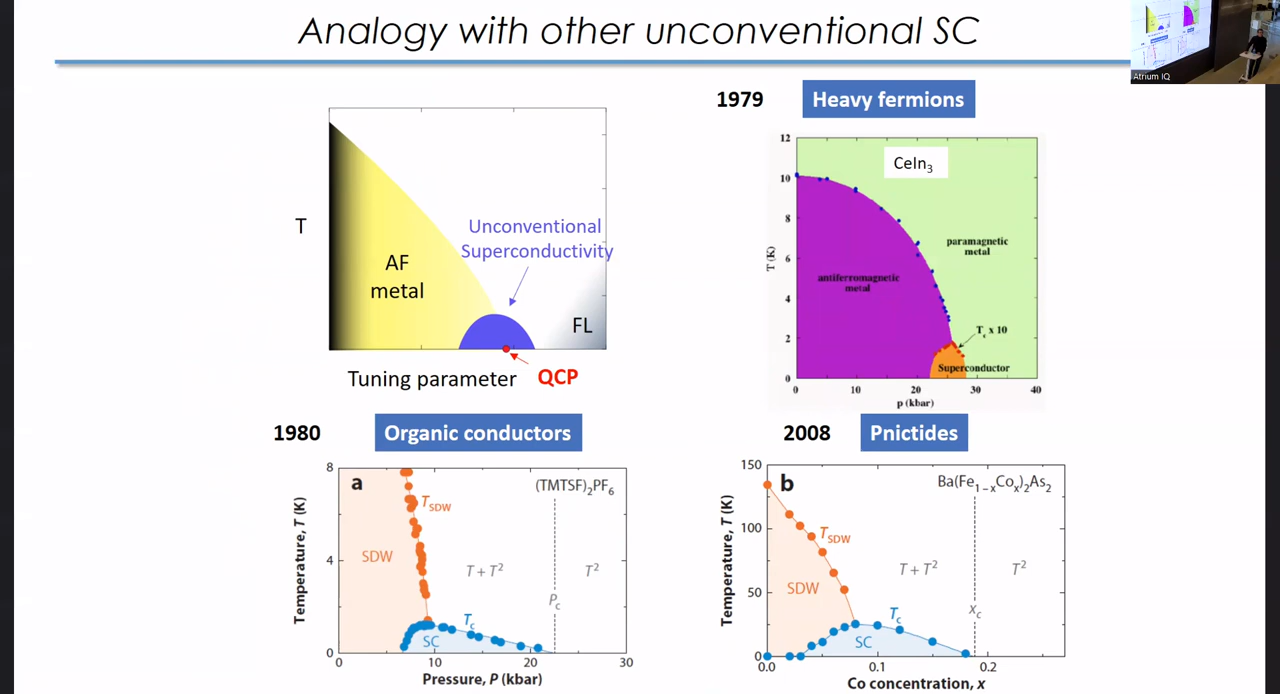 Analogy with other unconventional SC
Atrium IQ
T
AF
metal
Unconventional
Superconductivity
FL
Tuning parameter
QCP
1979
Heavy fermions
12
10
8
6
4
2
0
T (K)
CeIn₃
paramagnetic
metal
antiferromagnetic
metal
T_c x 10
Superconductor
0 10 20 30 40
p (kbar)
1980
Organic conductors
8
4
0
Temperature, T (K)
a
(TMTSF)₂PF₆
T_SDW
SDW
T + T²
T²
P_c
T_c
SC
0 10 20 30
Pressure, P (kbar)
2008
Pnictides
150
100
50
0
Temperature, T (K)
b
Ba(Fe₁₋ₓCoₓ)₂As₂
T_SDW
SDW
T + T²
T²
x_c
T_c
SC
0.0 0.1 0.2
Co concentration, x